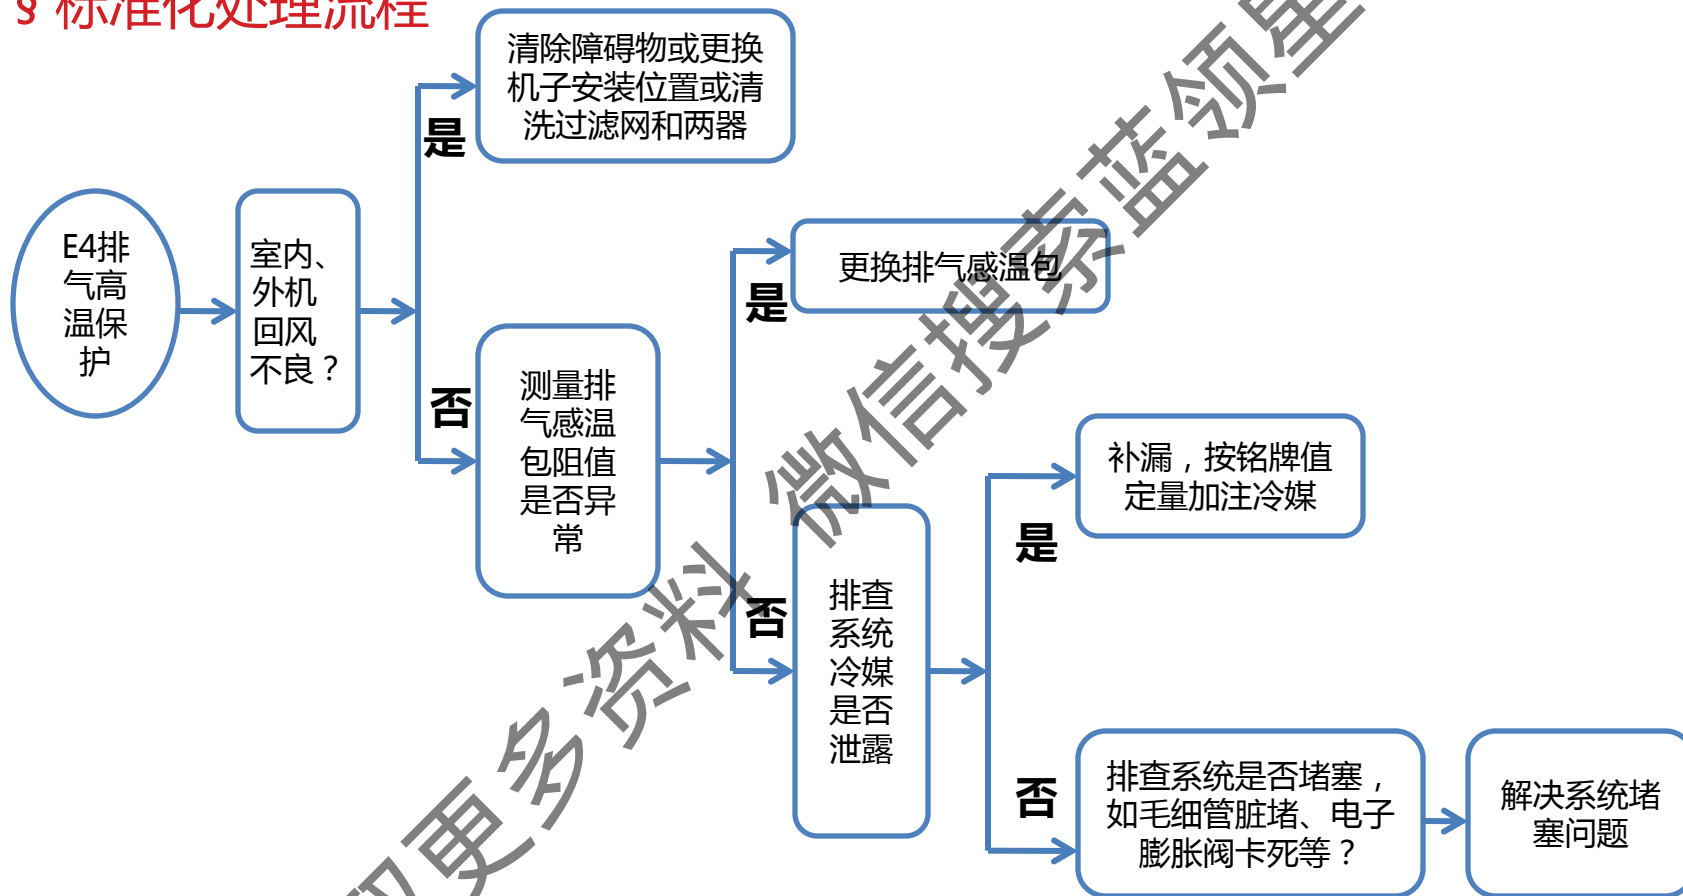 § 标准化处理流程
清除障碍物或更换
机子安装位置或清
洗过滤网和两器
是
E4排
气高
温保
护
室内、
外机
回风
不良？
否
测量排
气感温
包阻值
是否异
常
是
更换排气感温包
否
排查
系统
冷媒
是否
泄露
是
补漏，按铭牌值
定量加注冷媒
否
排查系统是否堵塞，
如毛细管脏堵、电子
膨胀阀卡死等？
解决系统堵
塞问题
更多资料 微信搜索蓝领星